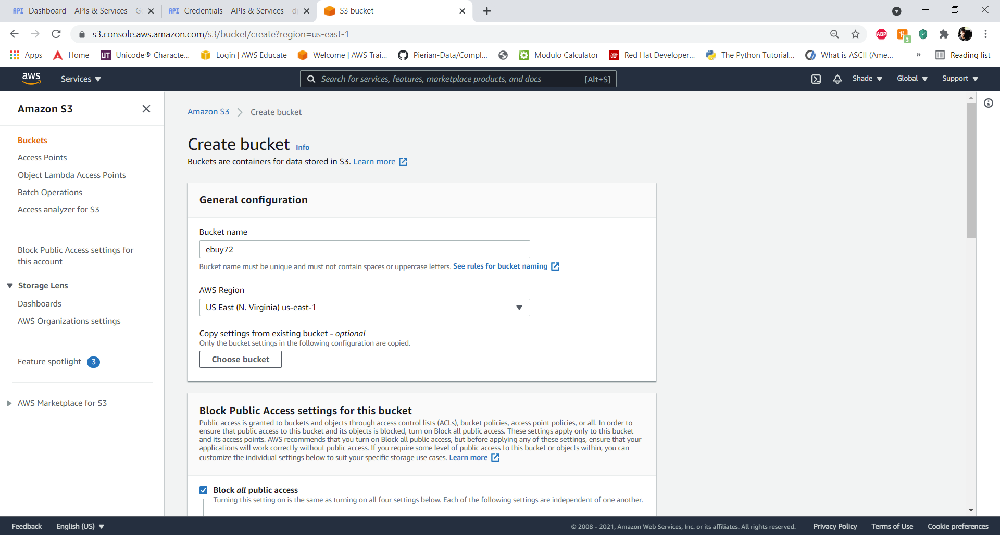 API Dashboard – APIs & Services – G
API Credentials – APIs & Services – d
S3 bucket
s3.console.aws.amazon.com/s3/bucket/create?region=us-east-1
ABP
3
Apps
Home
UT Unicode® Characte...
Login | AWS Educate
Welcome | AWS Trai...
Pierian-Data/Compl...
Modulo Calculator
Red Hat Developer...
The Python Tutorial...
What is ASCII (Ame...
»
Reading list
aws
Services
Search for services, features, marketplace products, and docs [Alt+S]
Shade
Global
Support
Amazon S3
Buckets
Access Points
Object Lambda Access Points
Batch Operations
Access analyzer for S3
Block Public Access settings for
this account
Storage Lens
Dashboards
AWS Organizations settings
Feature spotlight 3
AWS Marketplace for S3
Amazon S3 > Create bucket
Create bucket Info
Buckets are containers for data stored in S3. Learn more
General configuration
Bucket name
ebuy72
Bucket name must be unique and must not contain spaces or uppercase letters. See rules for bucket naming
AWS Region
US East (N. Virginia) us-east-1
Copy settings from existing bucket - optional
Only the bucket settings in the following configuration are copied.
Choose bucket
Block Public Access settings for this bucket
Public access is granted to buckets and objects through access control lists (ACLs), bucket policies, access point policies, or all. In order to
ensure that public access to this bucket and its objects is blocked, turn on Block all public access. These settings apply only to this bucket
and its access points. AWS recommends that you turn on Block all public access, but before applying any of these settings, ensure that your
applications will work correctly without public access. If you require some level of public access to this bucket or objects within, you can
customize the individual settings below to suit your specific storage use cases. Learn more
Block all public access
Turning this setting on is the same as turning on all four settings below. Each of the following settings are independent of one another.
Feedback
English (US)
© 2008 - 2021, Amazon Web Services, Inc. or its affiliates. All rights reserved.
Privacy Policy
Terms of Use
Cookie preferences